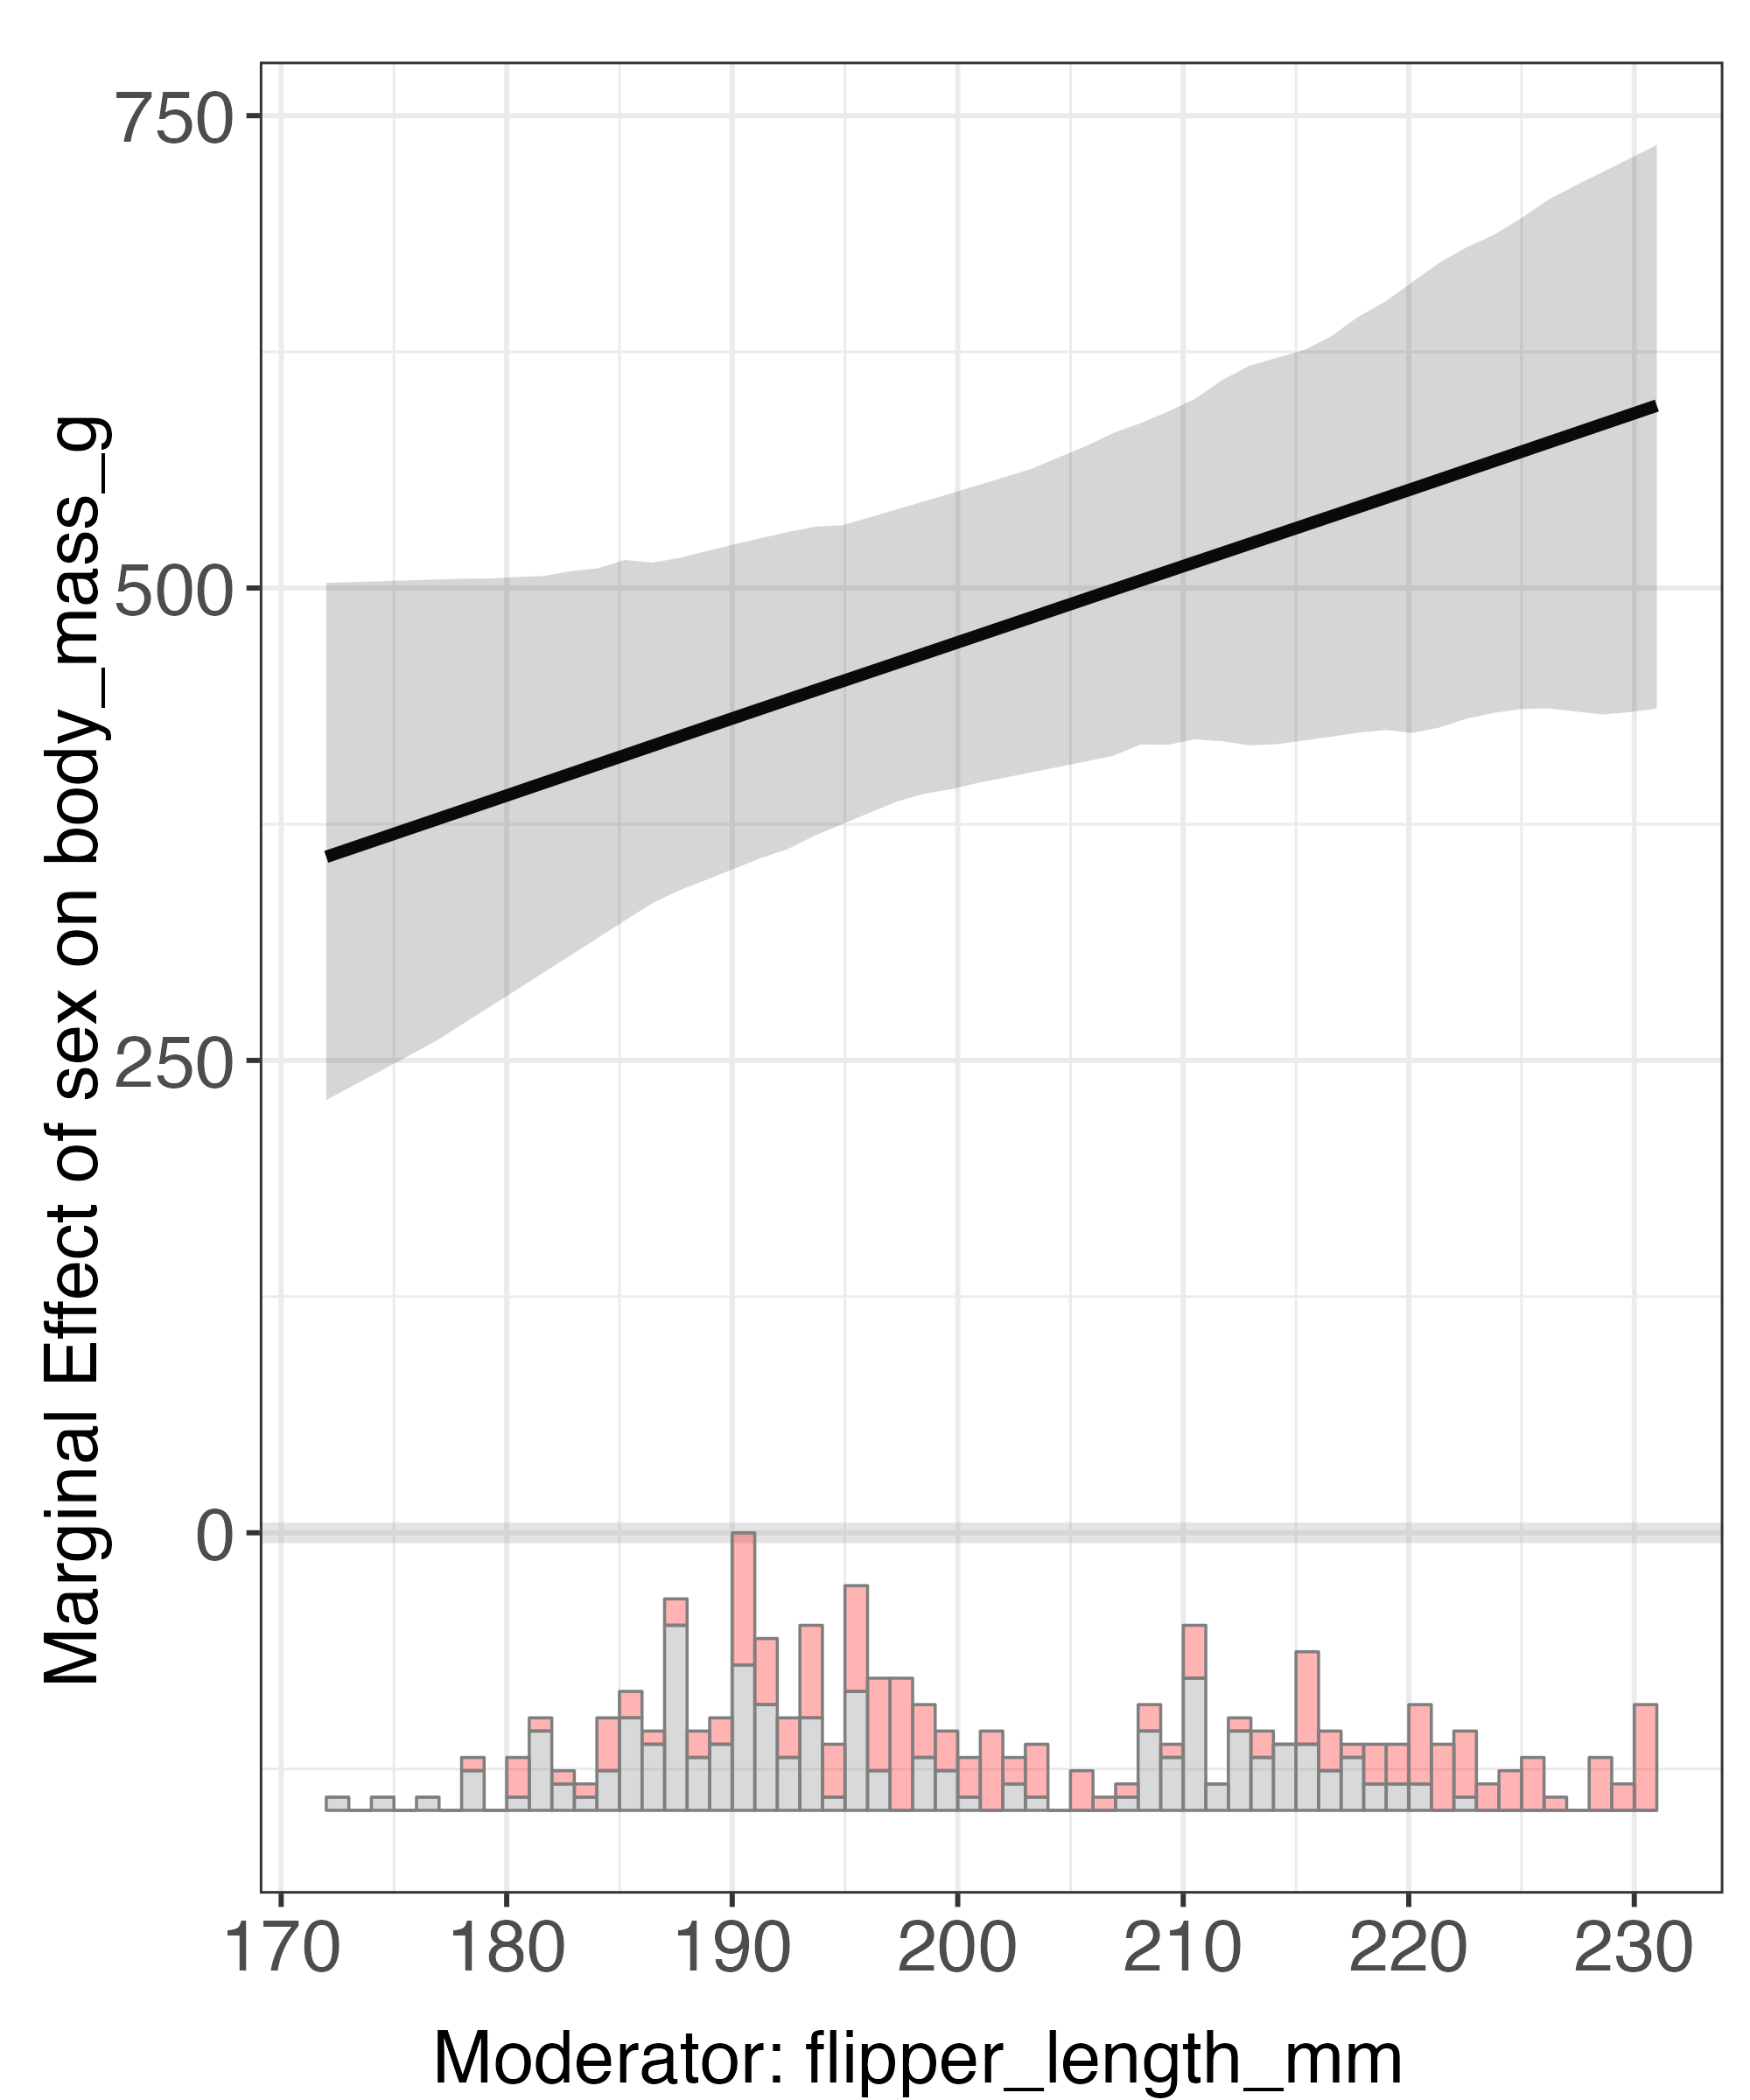 Marginal Effect of sex on body_mass_g
750
500
250
0
170 180 190 200 210 220 230
Moderator: flipper_length_mm